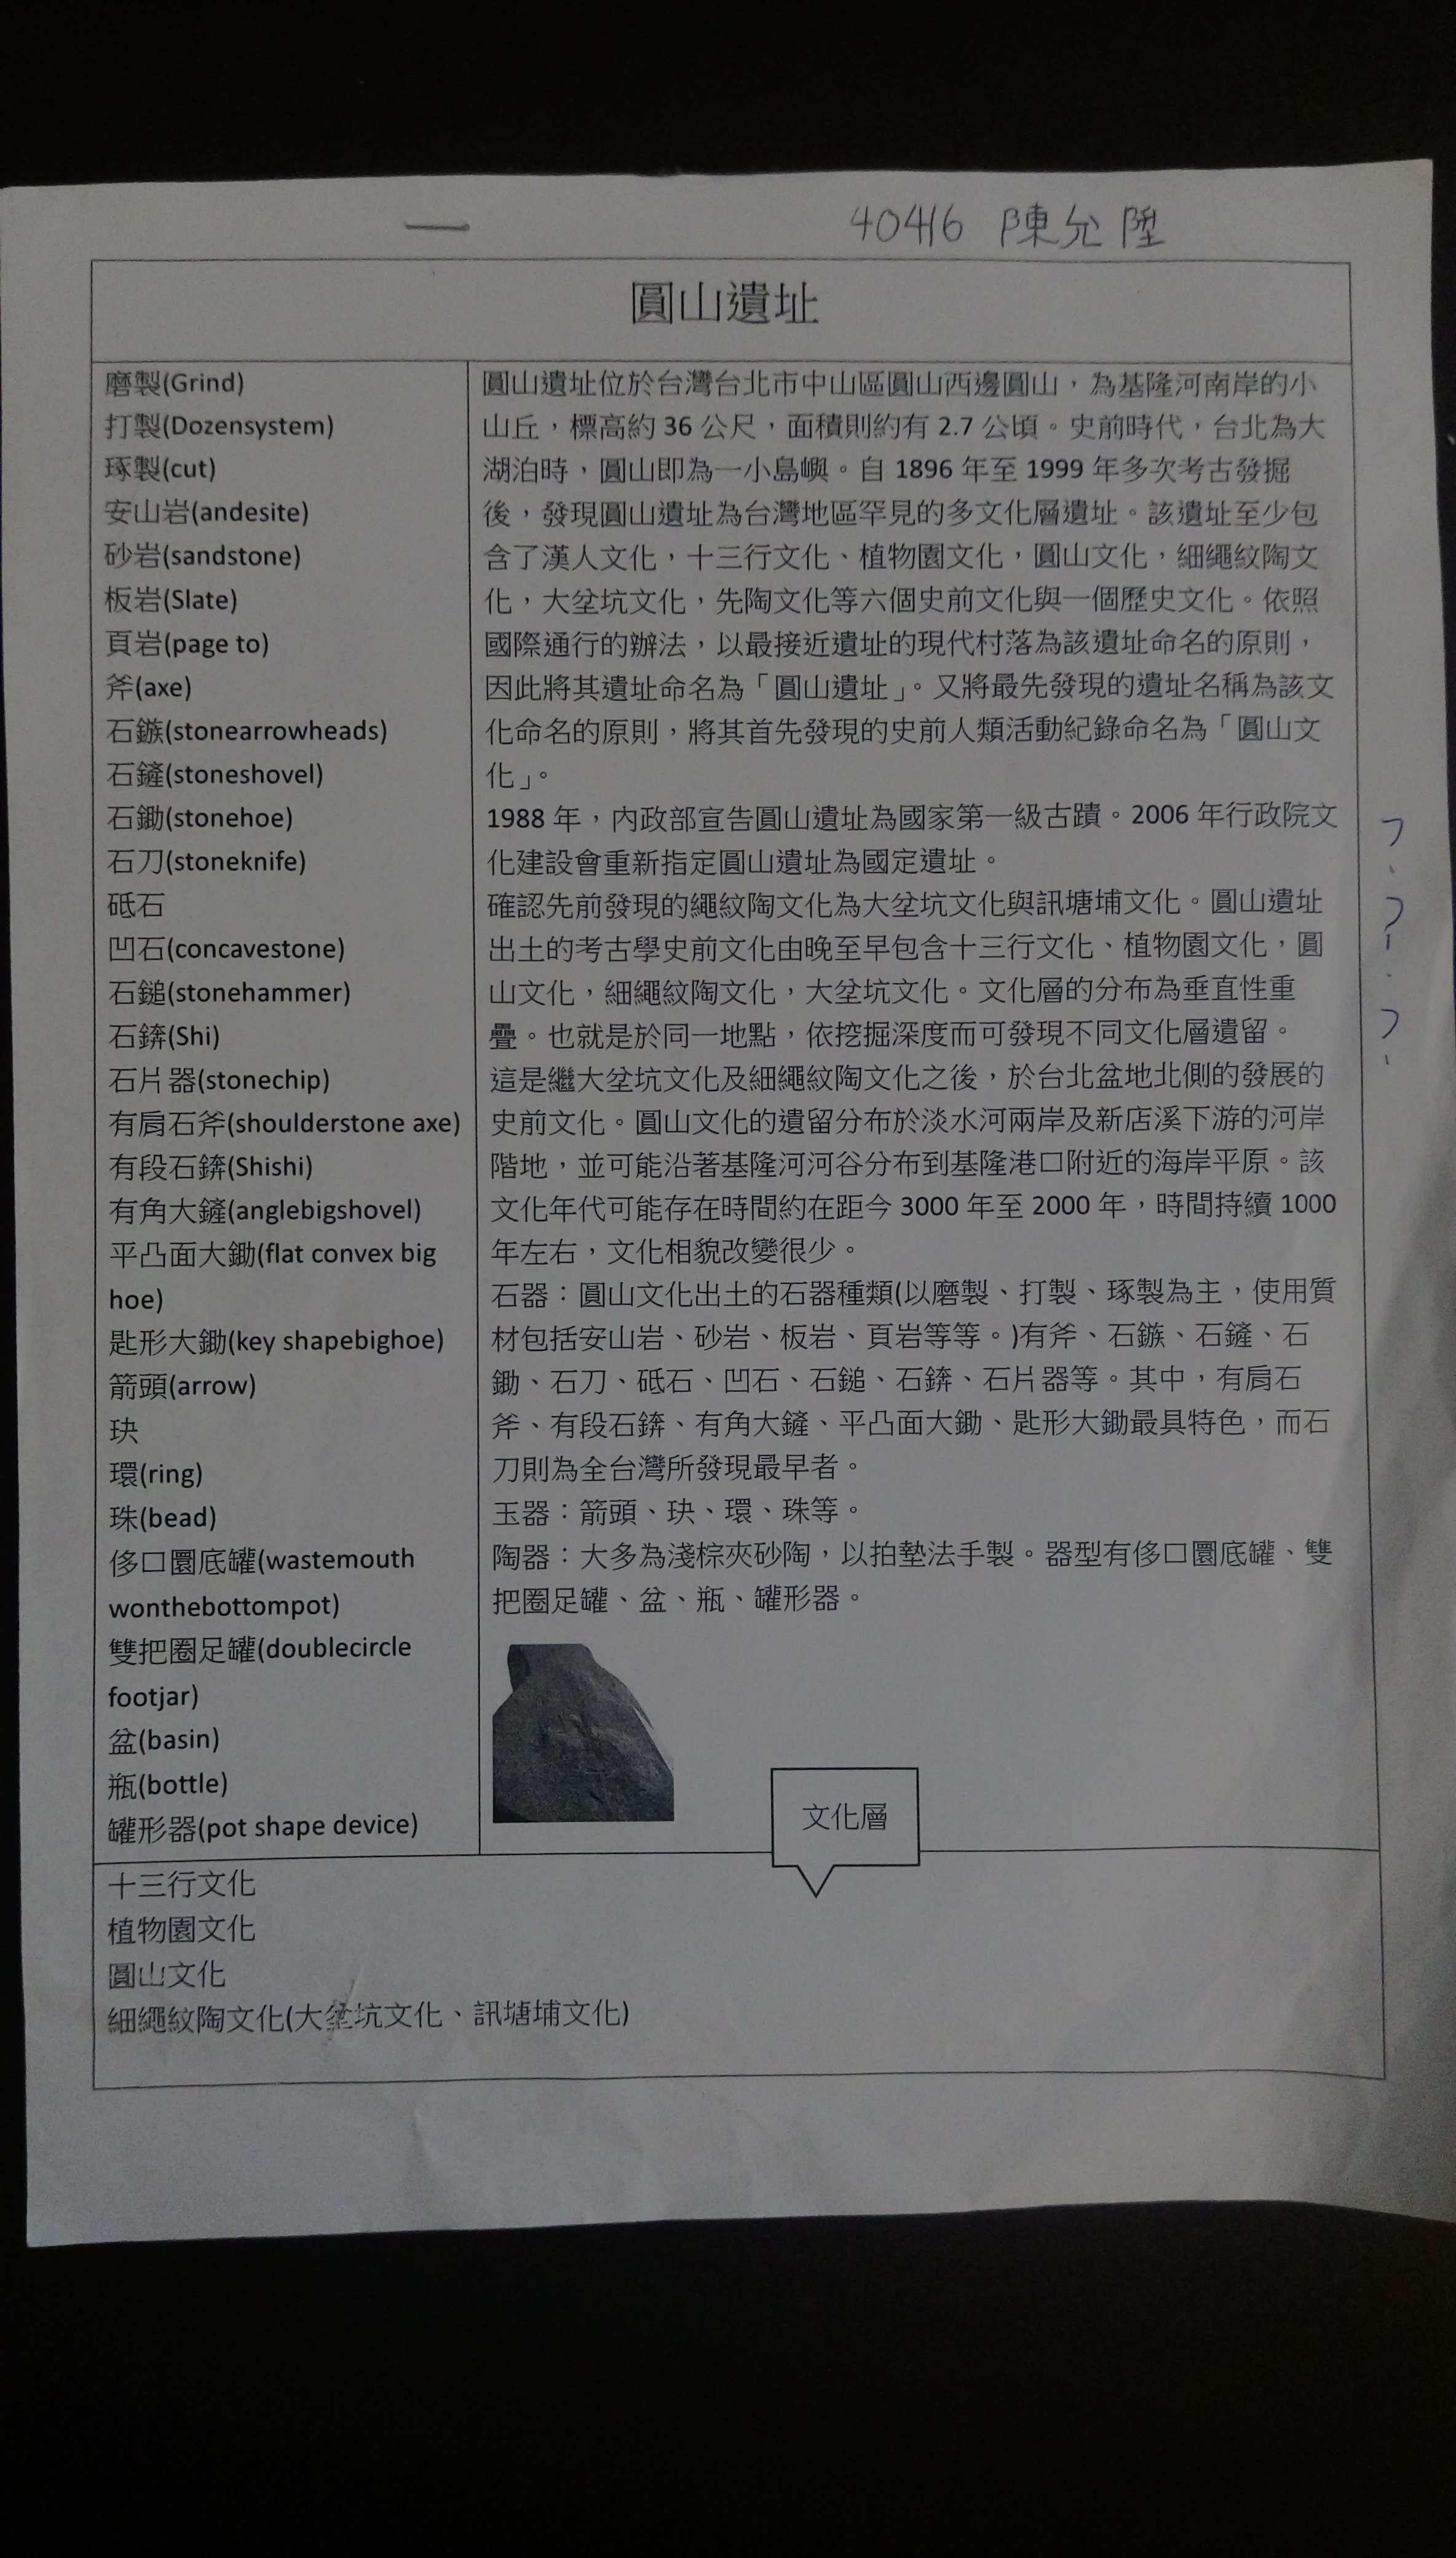 一
40416 陳允陞
圓山遺址
磨製(Grind)
打製(Dozensystem)
琢製(cut)
安山岩(andesite)
砂岩(sandstone)
板岩(Slate)
頁岩(page to)
斧(axe)
石鏃(stonearrowheads)
石鏟(stoneshovel)
石鋤(stonehoe)
石刀(stoneknife)
砥石
凹石(concavestone)
石鎚(stonehammer)
石錛(Shi)
石片器(stonechip)
有肩石斧(shoulderstone axe)
有段石錛(Shishi)
有角大鏟(anglebigshovel)
平凸面大鋤(flat convex big
hoe)
匙形大鋤(key shapebighoe)
箭頭(arrow)
玦
環(ring)
珠(bead)
侈口圜底罐(wastemouth
wonthebottompot)
雙把圈足罐(doublecircle
footjar)
盆(basin)
瓶(bottle)
罐形器(pot shape device)
圓山遺址位於台灣台北市中山區圓山西邊圓山，為基隆河南岸的小
山丘，標高約 36 公尺，面積則約有 2.7 公頃。史前時代，台北為大
湖泊時，圓山即為一小島嶼。自 1896 年至 1999 年多次考古發掘
後，發現圓山遺址為台灣地區罕見的多文化層遺址。該遺址至少包
含了漢人文化，十三行文化、植物園文化，圓山文化，細繩紋陶文
化，大坌坑文化，先陶文化等六個史前文化與一個歷史文化。依照
國際通行的辦法，以最接近遺址的現代村落為該遺址命名的原則，
因此將其遺址命名為「圓山遺址」。又將最先發現的遺址名稱為該文
化命名的原則，將其首先發現的史前人類活動紀錄命名為「圓山文
化」。
1988 年，內政部宣告圓山遺址為國家第一級古蹟。2006 年行政院文
化建設會重新指定圓山遺址為國定遺址。
確認先前發現的繩紋陶文化為大坌坑文化與訊塘埔文化。圓山遺址
出土的考古學史前文化由晚至早包含十三行文化、植物園文化，圓
山文化，細繩紋陶文化，大坌坑文化。文化層的分布為垂直性重
疊。也就是於同一地點，依挖掘深度而可發現不同文化層遺留。
這是繼大坌坑文化及細繩紋陶文化之後，於台北盆地北側的發展的
史前文化。圓山文化的遺留分布於淡水河兩岸及新店溪下游的河岸
階地，並可能沿著基隆河河谷分布到基隆港口附近的海岸平原。該
文化年代可能存在時間約在距今 3000 年至 2000 年，時間持續 1000
年左右，文化相貌改變很少。
石器：圓山文化出土的石器種類(以磨製、打製、琢製為主，使用質
材包括安山岩、砂岩、板岩、頁岩等等。)有斧、石鏃、石鏟、石
鋤、石刀、砥石、凹石、石鎚、石錛、石片器等。其中，有肩石
斧、有段石錛、有角大鏟、平凸面大鋤、匙形大鋤最具特色，而石
刀則為全台灣所發現最早者。
玉器：箭頭、玦、環、珠等。
陶器：大多為淺棕夾砂陶，以拍墊法手製。器型有侈口圜底罐、雙
把圈足罐、盆、瓶、罐形器。
文化層
十三行文化
植物園文化
圓山文化
細繩紋陶文化(大坌坑文化、訊塘埔文化)